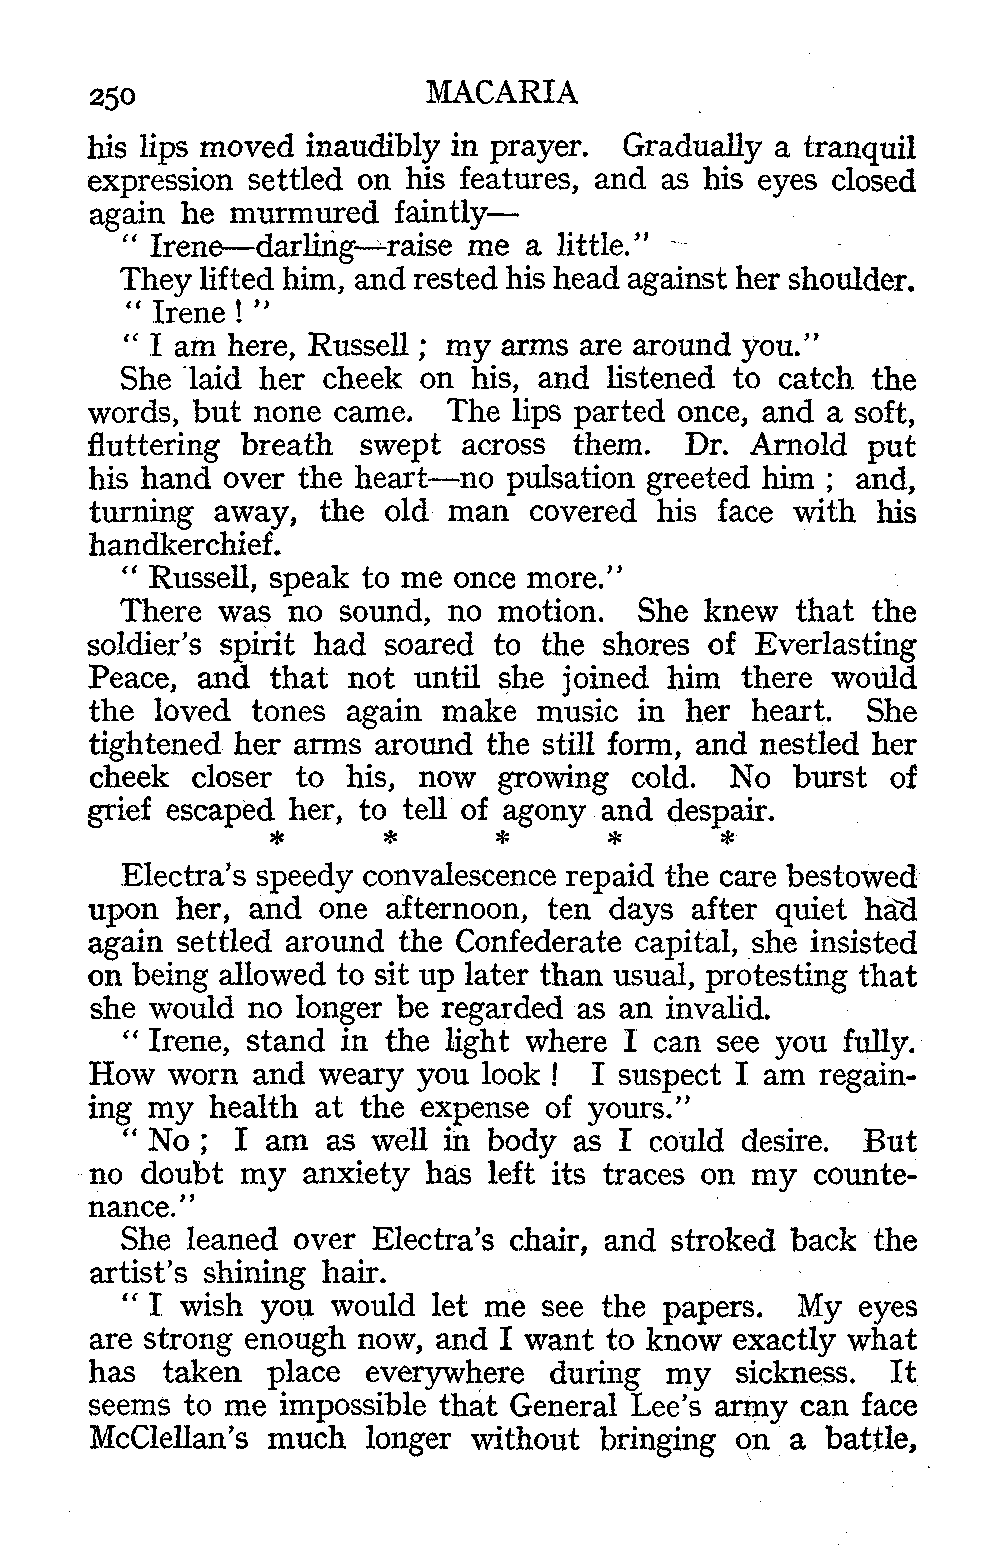 250 MACARIA
his lips moved inaudibly in prayer. Gradually a tranquil
expression settled on his features, and as his eyes closed
again he murmured faintly—
“ Irene—darling—raise me a little.”
They lifted him, and rested his head against her shoulder.
“ Irene ! ”
“ I am here, Russell ; my arms are around you.”
She laid her cheek on his, and listened to catch the
words, but none came. The lips parted once, and a soft,
fluttering breath swept across them. Dr. Arnold put
his hand over the heart—no pulsation greeted him ; and,
turning away, the old man covered his face with his
handkerchief.
“ Russell, speak to me once more.”
There was no sound, no motion. She knew that the
soldier’s spirit had soared to the shores of Everlasting
Peace, and that not until she joined him there would
the loved tones again make music in her heart. She
tightened her arms around the still form, and nestled her
cheek closer to his, now growing cold. No burst of
grief escaped her, to tell of agony and despair.
* * * * *
Electra’s speedy convalescence repaid the care bestowed
upon her, and one afternoon, ten days after quiet had
again settled around the Confederate capital, she insisted
on being allowed to sit up later than usual, protesting that
she would no longer be regarded as an invalid.
“ Irene, stand in the light where I can see you fully.
How worn and weary you look ! I suspect I am regain-
ing my health at the expense of yours.”
“ No ; I am as well in body as I could desire. But
no doubt my anxiety has left its traces on my counte-
nance.”
She leaned over Electra’s chair, and stroked back the
artist’s shining hair.
“ I wish you would let me see the papers. My eyes
are strong enough now, and I want to know exactly what
has taken place everywhere during my sickness. It
seems to me impossible that General Lee’s army can face
McClellan’s much longer without bringing on a battle,